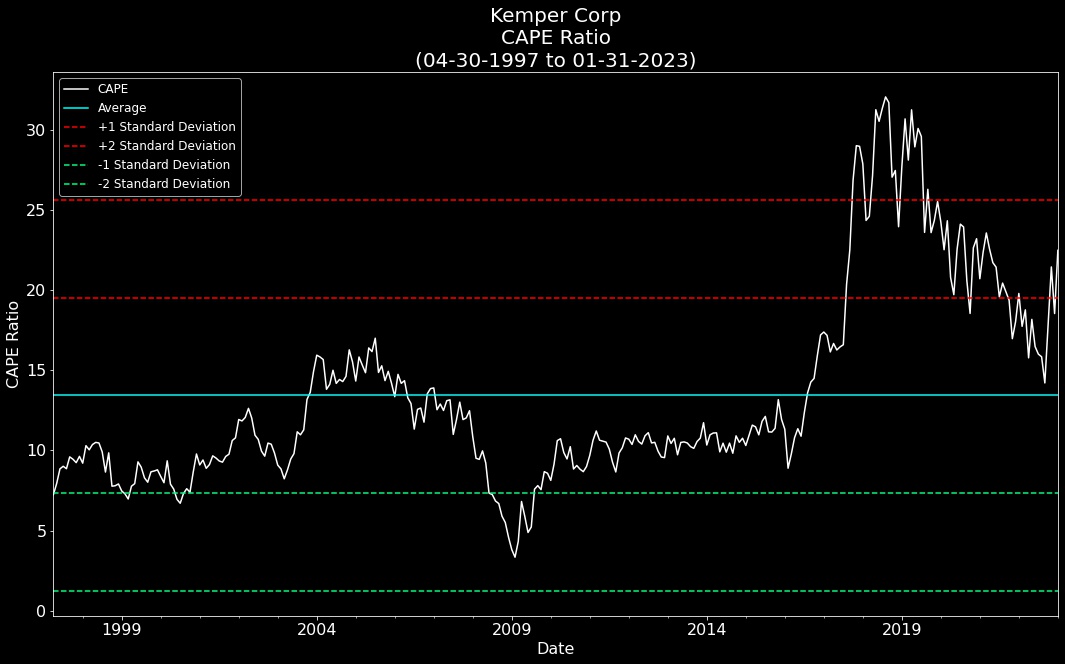 Kemper Corp
CAPE Ratio
(04-30-1997 to 01-31-2023)
CAPE
Average
+1 Standard Deviation
+2 Standard Deviation
-1 Standard Deviation
-2 Standard Deviation
CAPE Ratio
30
25
20
15
10
5
0
1999 2004 2009 2014 2019
Date